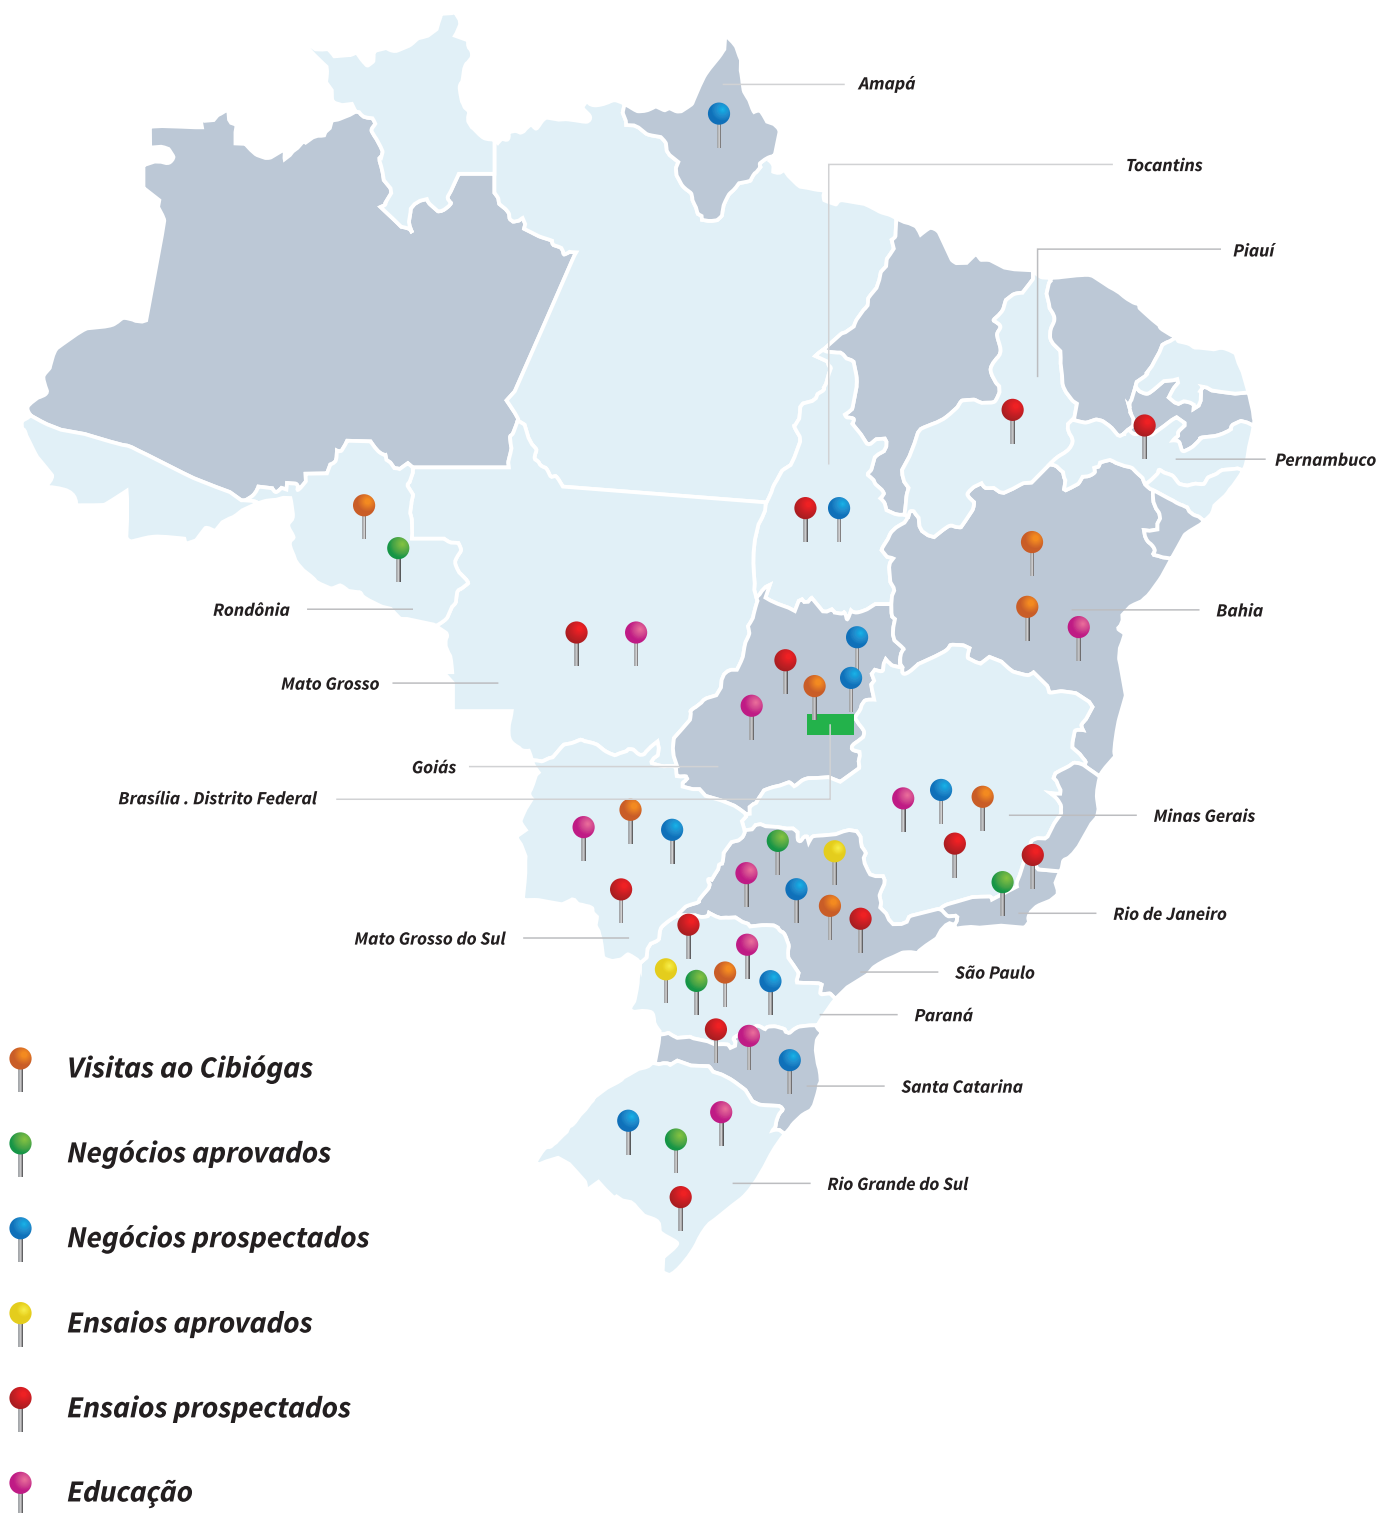 Amapá
Tocantins
Piauí
Pernambuco
Rondônia
Bahia
Mato Grosso
Goiás
Brasília . Distrito Federal
Minas Gerais
Rio de Janeiro
Mato Grosso do Sul
São Paulo
Paraná
Santa Catarina
Rio Grande do Sul
Visitas ao Cibiógas
Negócios aprovados
Negócios prospectados
Ensaios aprovados
Ensaios prospectados
Educação